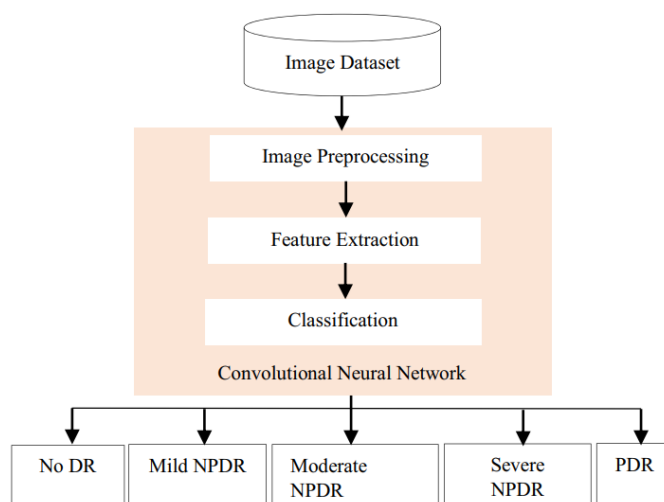 Image Dataset
Image Preprocessing
Feature Extraction
Classification
Convolutional Neural Network
No DR
Mild NPDR
Moderate
NPDR
Severe
NPDR
PDR